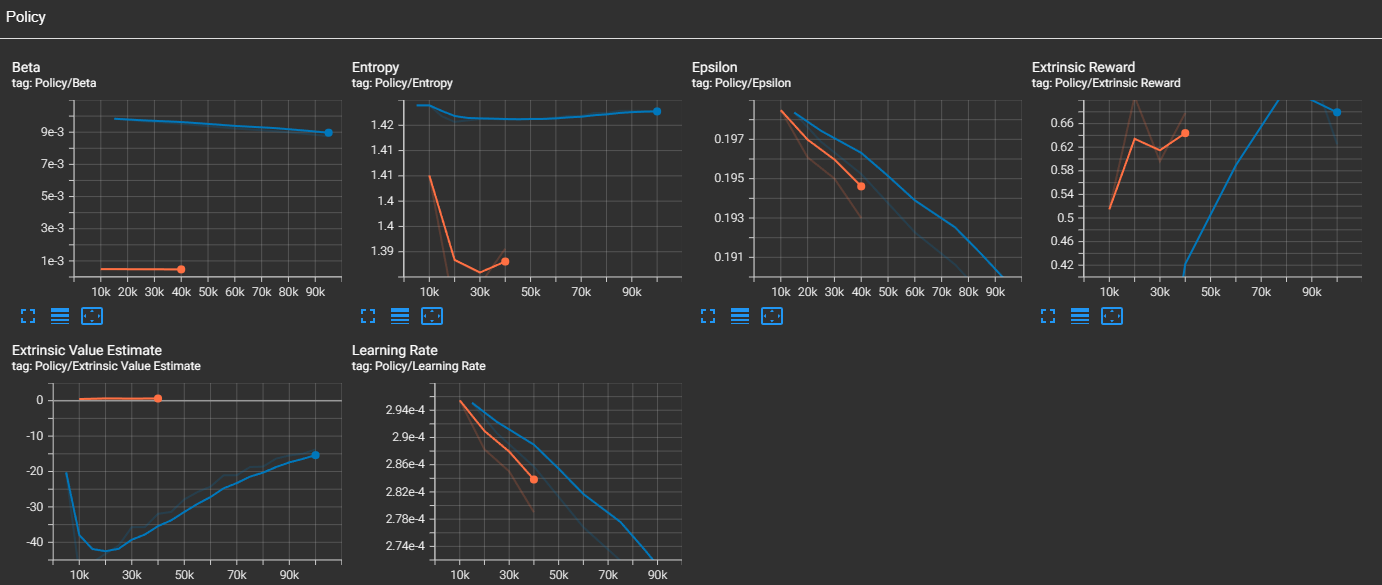 Policy
Beta
tag: Policy/Beta
9e-3
7e-3
5e-3
3e-3
1e-3
10k 20k 30k 40k 50k 60k 70k 80k 90k
Entropy
tag: Policy/Entropy
1.42
1.41
1.41
1.4
1.4
1.39
10k 30k 50k 70k 90k
Epsilon
tag: Policy/Epsilon
0.197
0.195
0.193
0.191
10k 20k 30k 40k 50k 60k 70k 80k 90k
Extrinsic Reward
tag: Policy/Extrinsic Reward
0.66
0.62
0.58
0.54
0.5
0.46
0.42
10k 30k 50k 70k 90k
Extrinsic Value Estimate
tag: Policy/Extrinsic Value Estimate
0
-10
-20
-30
-40
10k 30k 50k 70k 90k
Learning Rate
tag: Policy/Learning Rate
2.94e-4
2.9e-4
2.86e-4
2.82e-4
2.78e-4
2.74e-4
10k 30k 50k 70k 90k